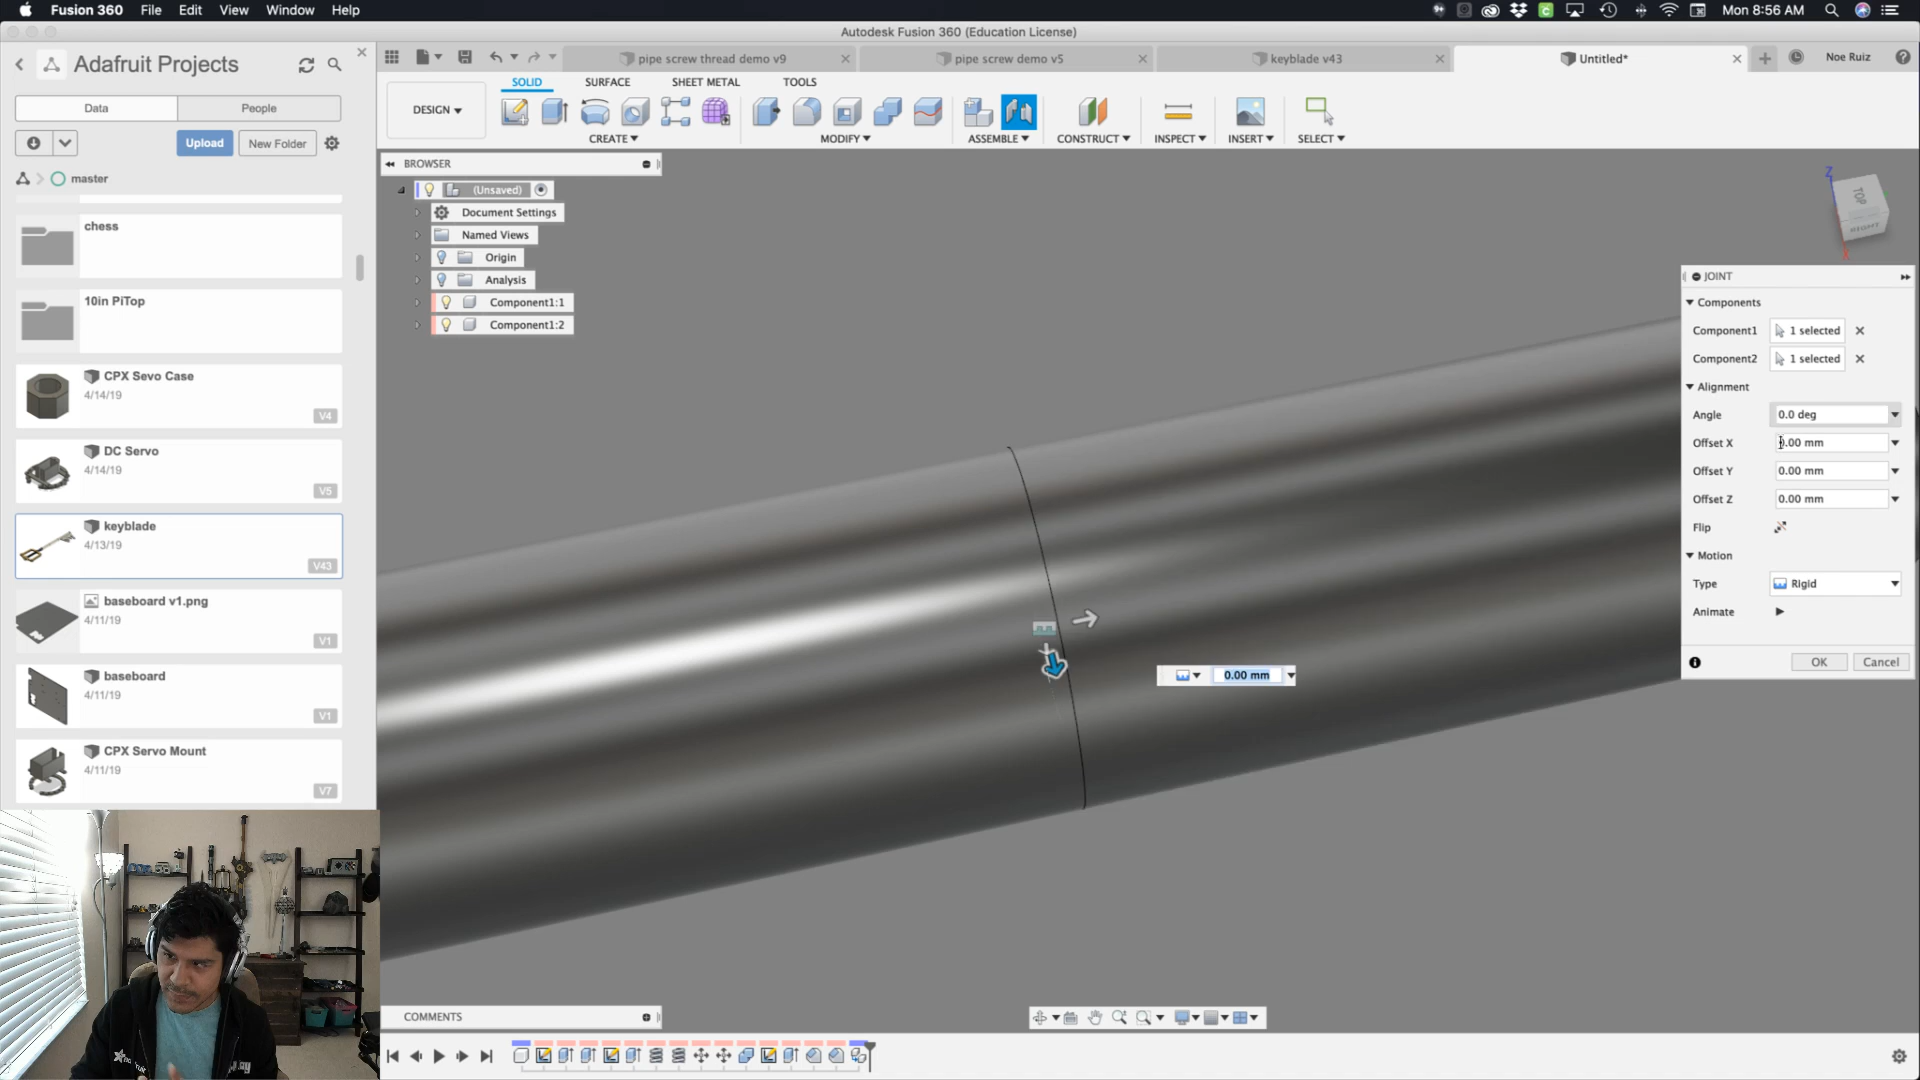 Fusion 360 File Edit View Window Help Mon 8:56 AM
Autodesk Fusion 360 (Education License)
Adafruit Projects
Data People
Upload New Folder
master
chess
10in PiTop
CPX Sevo Case
4/14/19
V4
DC Servo
4/14/19
V5
keyblade
4/13/19
V43
baseboard v1.png
4/11/19
V1
baseboard
4/11/19
V1
CPX Servo Mount
4/11/19
V7
pipe screw thread demo v9 pipe screw demo v5 keyblade v43 Untitled* Noe Ruiz
SOLID SURFACE SHEET METAL TOOLS
DESIGN
CREATE MODIFY ASSEMBLE CONSTRUCT INSPECT INSERT SELECT
BROWSER
(Unsaved)
Document Settings
Named Views
Origin
Analysis
Component1:1
Component1:2
Z
TOP
RIGHT
X
JOINT
Components
Component1 1 selected
Component2 1 selected
Alignment
Angle 0.0 deg
Offset X 0.00 mm
Offset Y 0.00 mm
Offset Z 0.00 mm
Flip
Motion
Type Rigid
Animate
OK Cancel
0.00 mm
COMMENTS